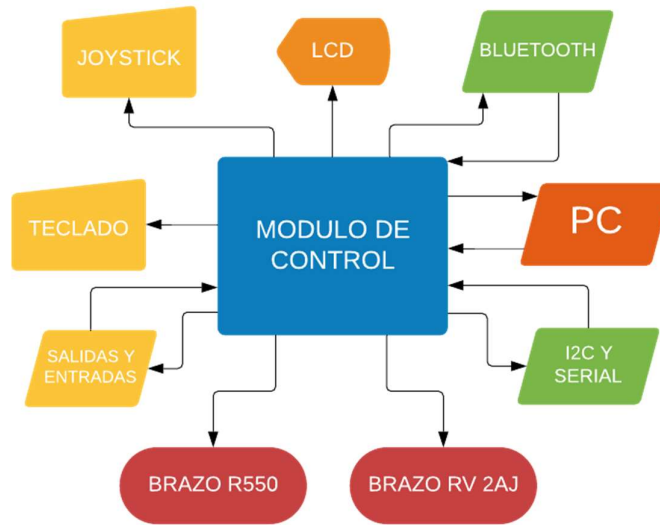 JOYSTICK
LCD
BLUETOOTH
TECLADO
MODULO DE
CONTROL
PC
SALIDAS Y
ENTRADAS
I2C Y
SERIAL
BRAZO R550
BRAZO RV 2AJ